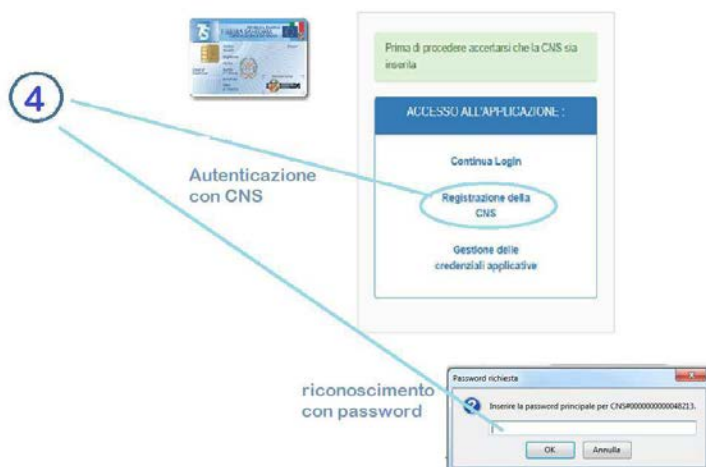 TESSERA SANITARIA
Prima di procedere accertarsi che la CNS sia
inserita
4
ACCESSO ALL'APPLICAZIONE :
Continua Login
Autenticazione
con CNS
Registrazione della
CNS
Gestione delle
credenziali applicative
Password richiesta
riconoscimento
con password
Inserire la password principale per CNS#0000000000048213.
OK
Annulla